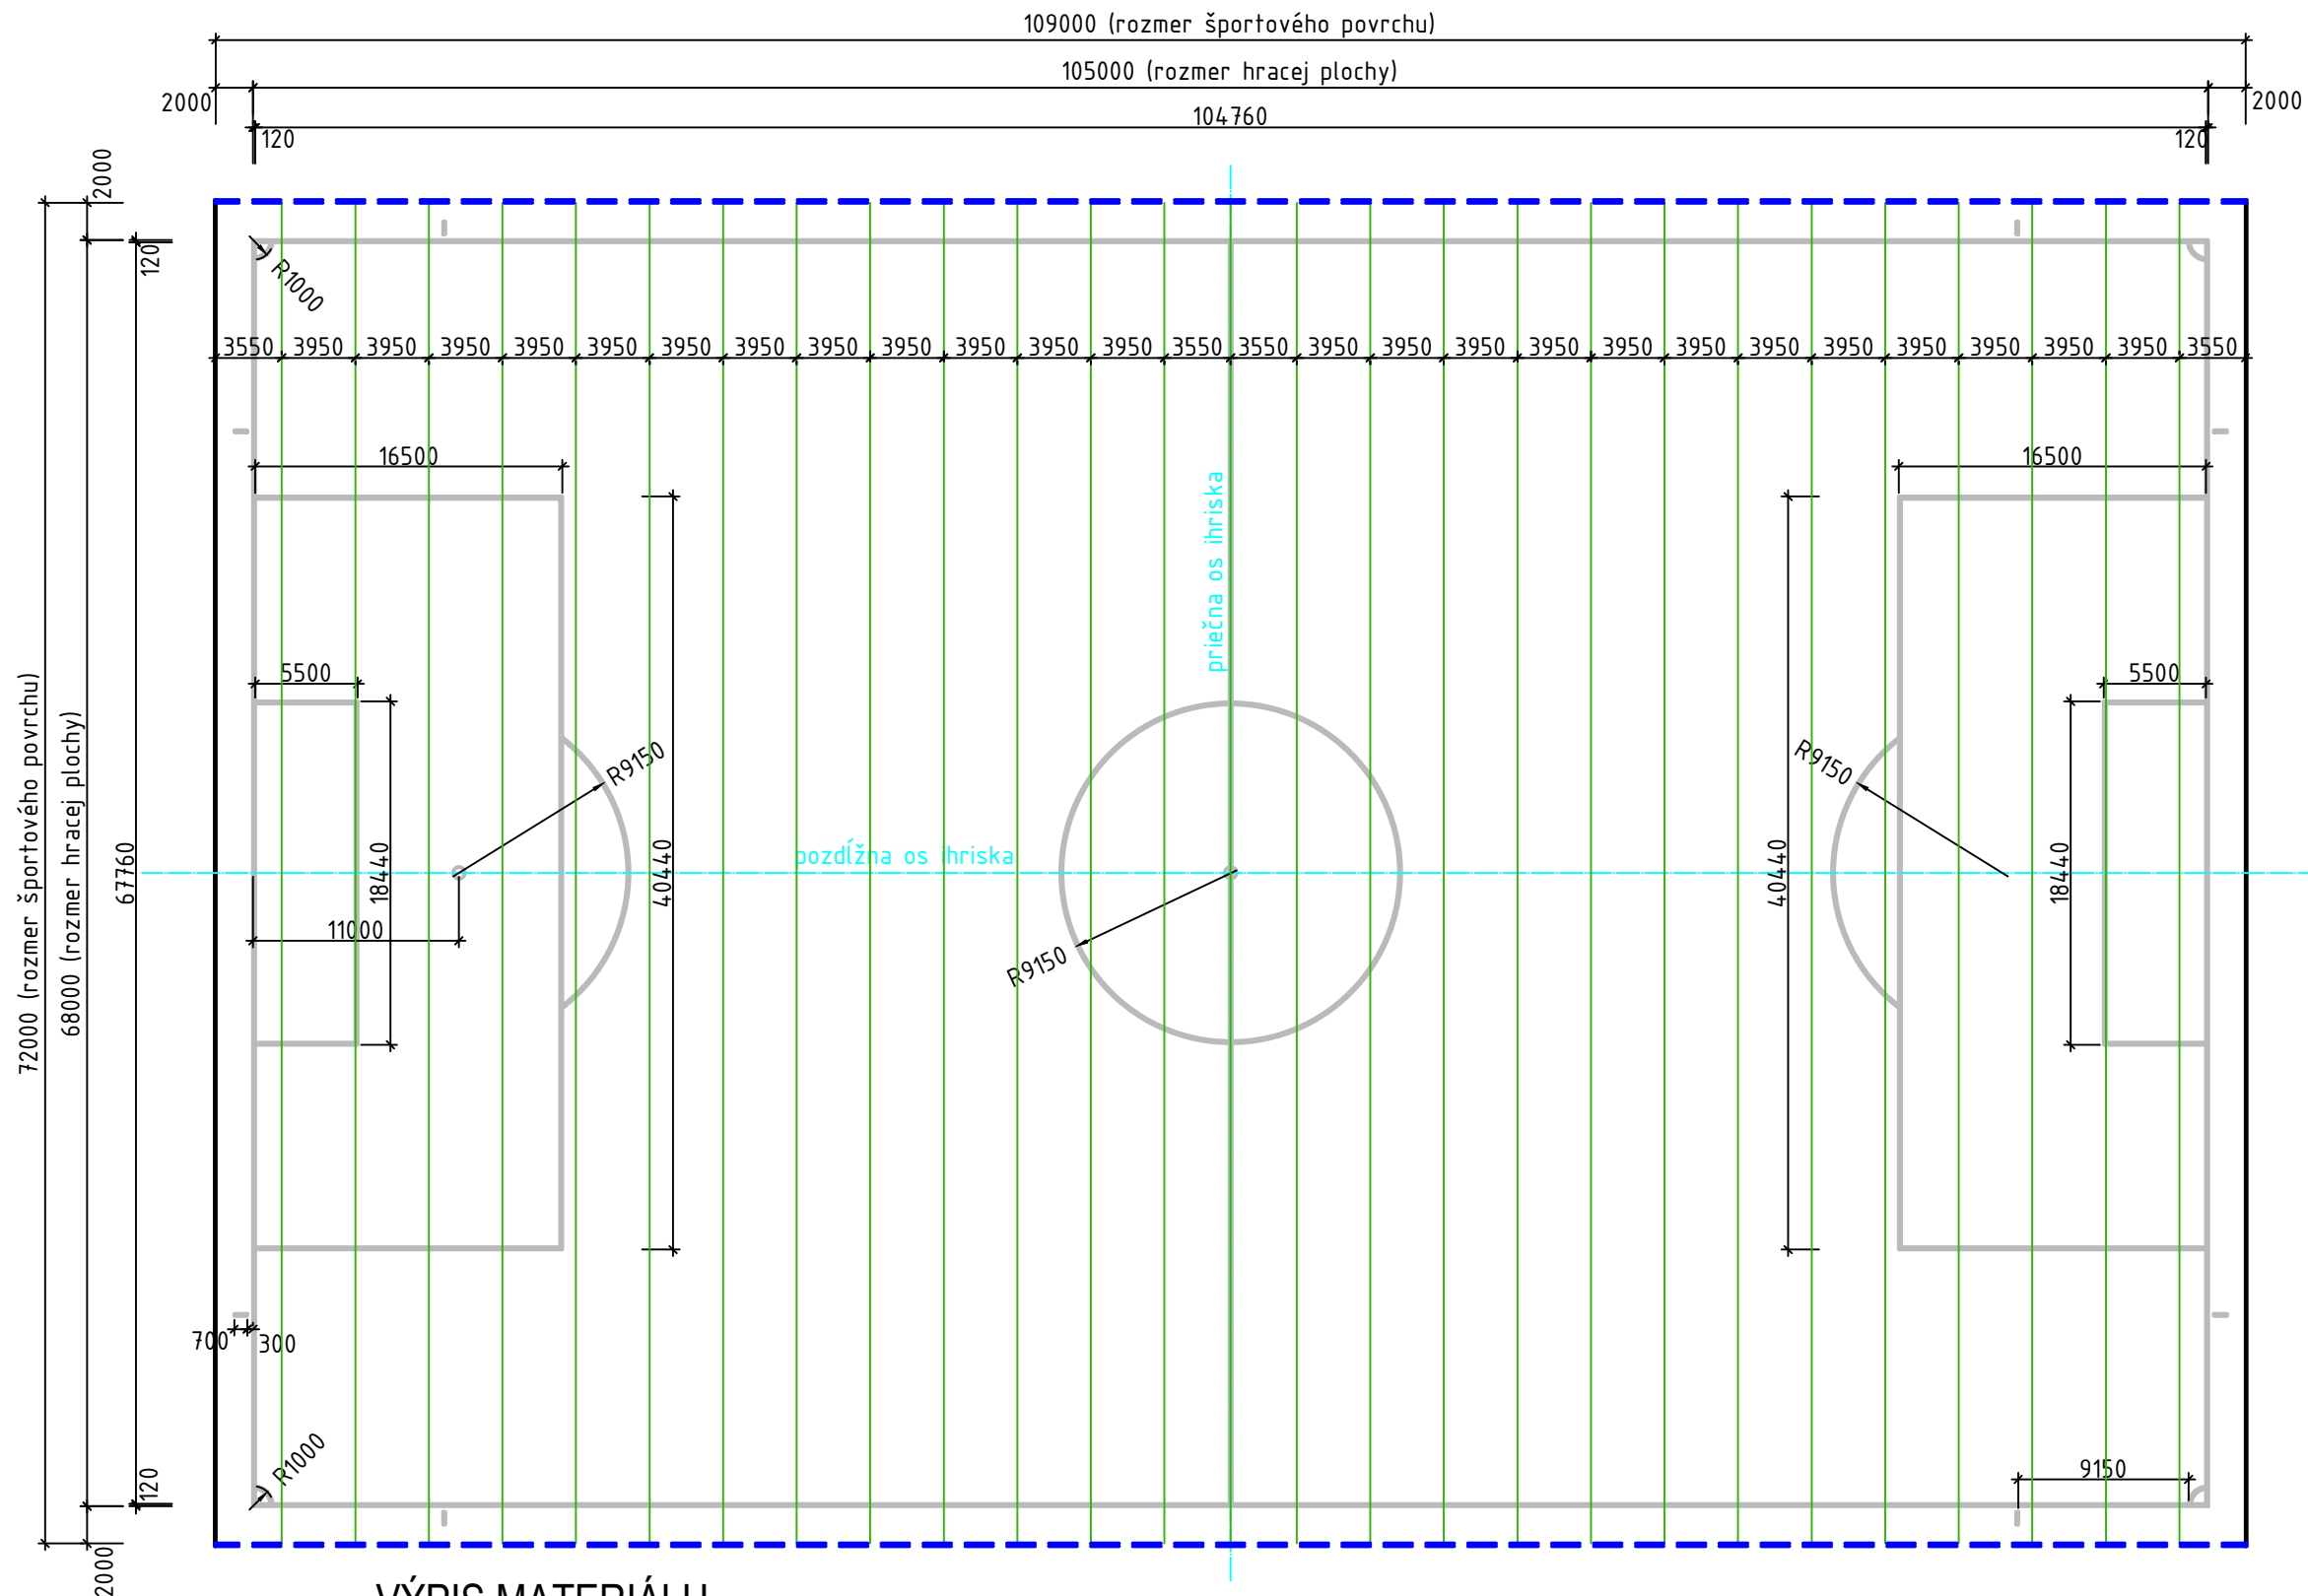 109000 (rozmer športového povrchu)
105000 (rozmer hracej plochy)
2000
2000
104760
120
120
2000
120
R1000
3550 3950 3950 3950 3950 3950 3950 3950 3950 3950 3950 3950 3950 3550 3550 3950 3950 3950 3950 3950 3950 3950 3950 3950 3950 3950 3950 3550
16500
16500
priečna os ihriska
5500
5500
72000 (rozmer športového povrchu)
68000 (rozmer hracej plochy)
67760
R9150
R9150
pozdĺžna os ihriska
18440
40440
40440
18440
11000
R9150
700
300
R1000
120
9150
2000
VÝPIS MATERIÁLU